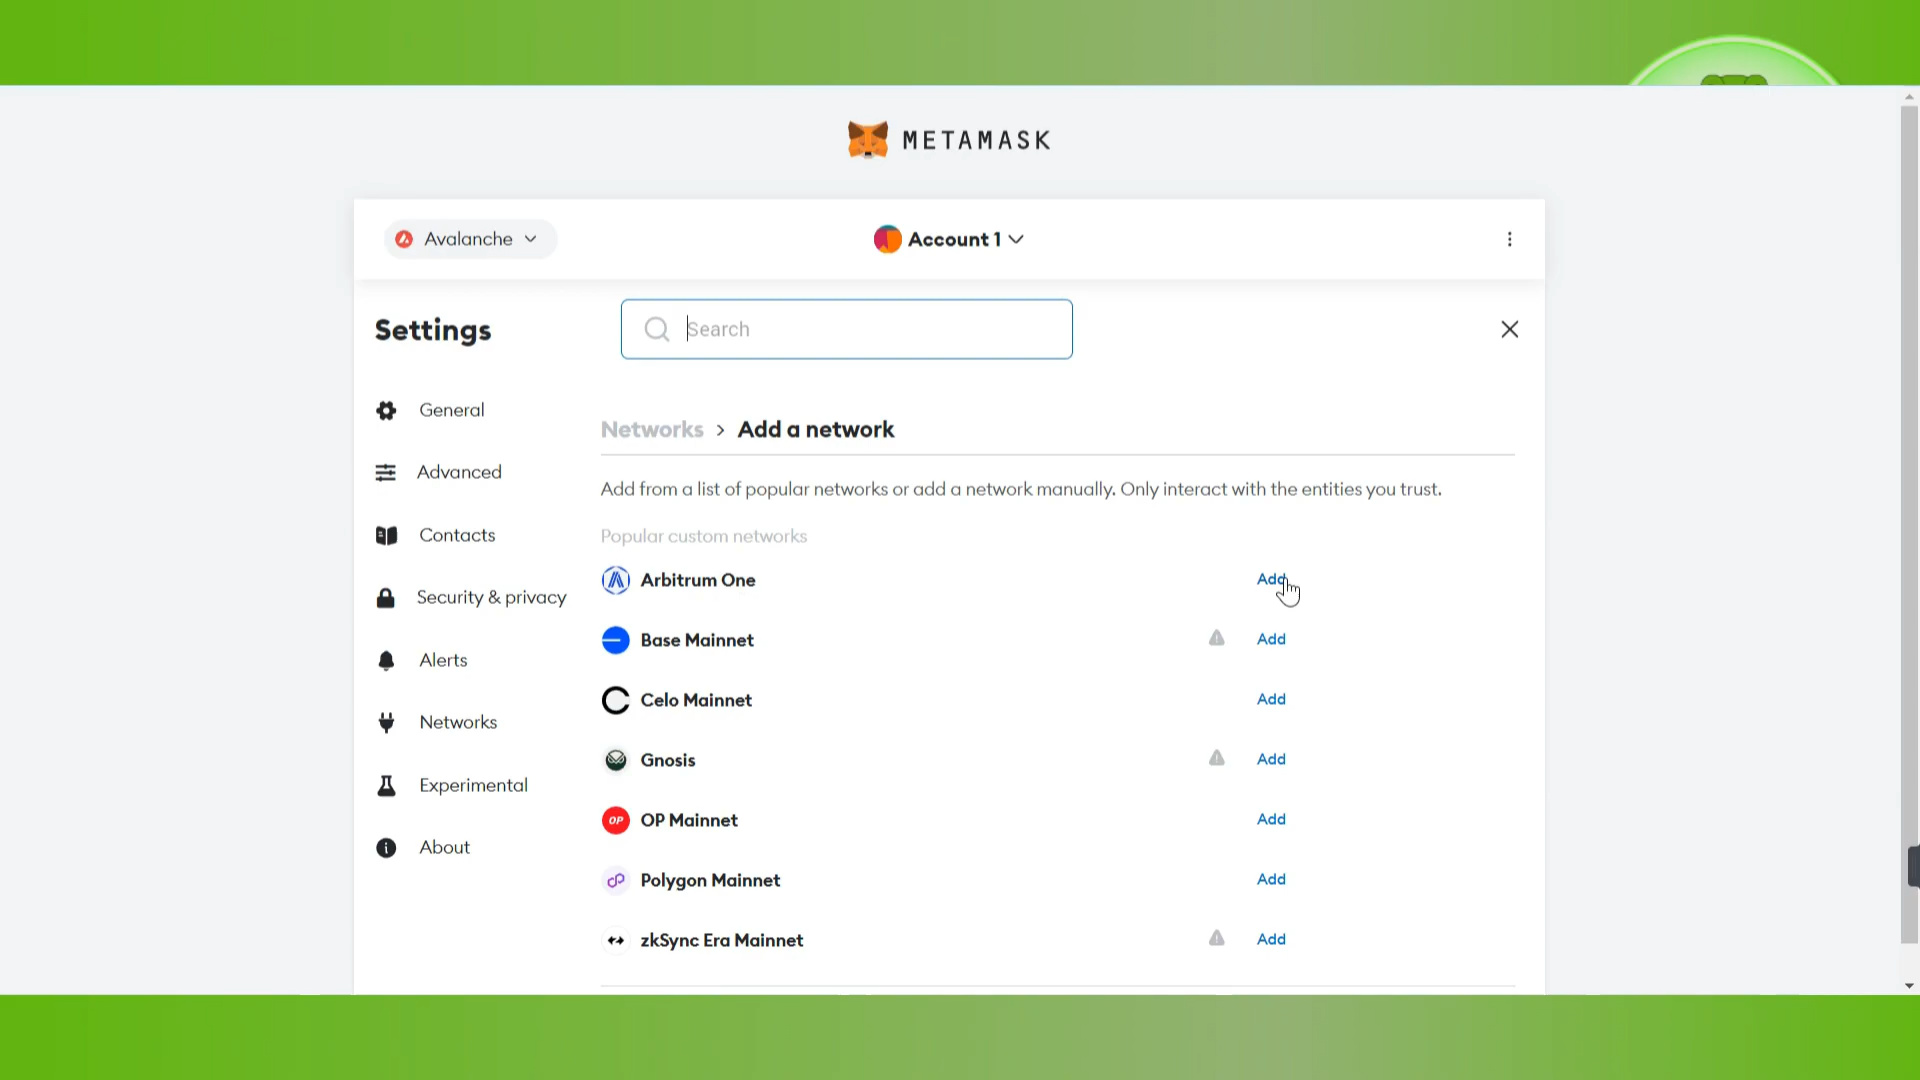 METAMASK
Avalanche
Account 1
Settings
Search
General
Advanced
Contacts
Security & privacy
Alerts
Networks
Experimental
About
Networks > Add a network
Add from a list of popular networks or add a network manually. Only interact with the entities you trust.
Popular custom networks
Arbitrum One Add
Base Mainnet Add
Celo Mainnet Add
Gnosis Add
OP OP Mainnet Add
Polygon Mainnet Add
zkSync Era Mainnet Add